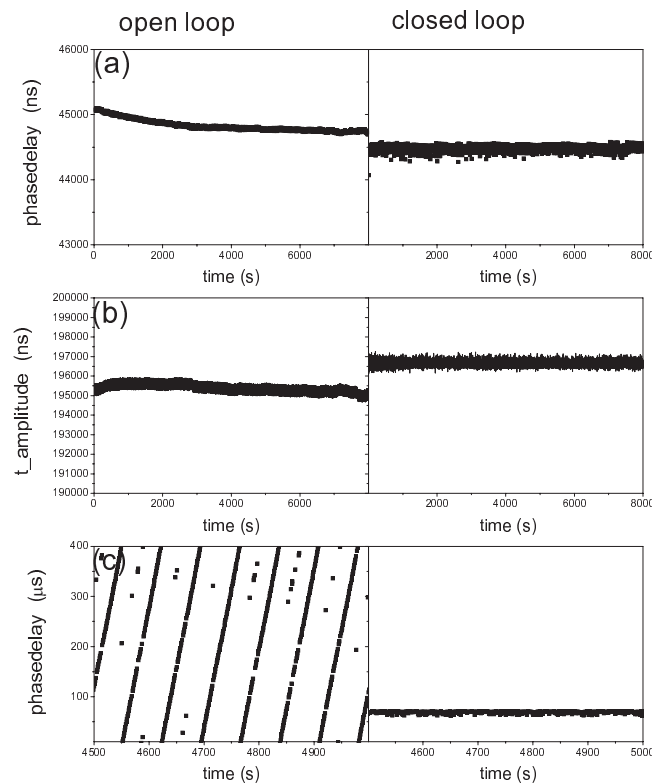 open loop closed loop
(a)
46000
45000
44000
43000
phasedelay (ns)
0 2000 4000 6000 2000 4000 6000 8000
time (s) time (s)
(b)
200000
199000
198000
197000
196000
195000
194000
193000
192000
191000
190000
t_amplitude (ns)
0 2000 4000 6000 2000 4000 6000 8000
time (s) time (s)
(c)
400
300
200
100
phasedelay (μs)
4500 4600 4700 4800 4900 4600 4700 4800 4900 5000
time (s) time (s)